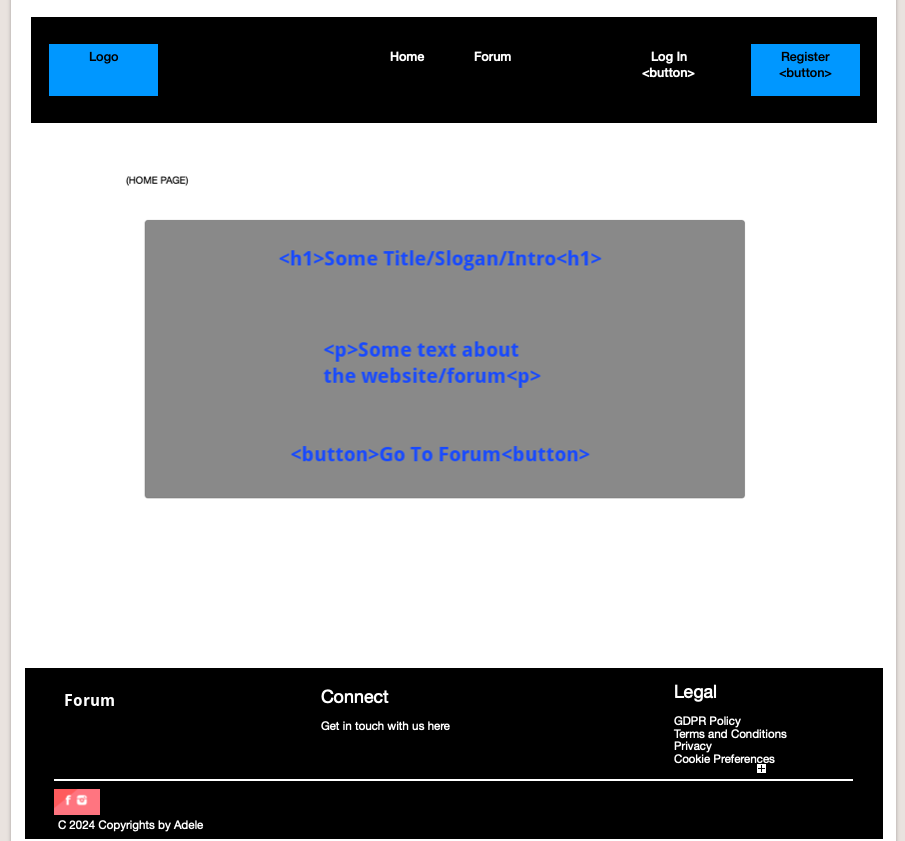 Logo
Home
Forum
Log In
<button>
Register
<button>
(HOME PAGE)
<h1>Some Title/Slogan/Intro<h1>
<p>Some text about
the website/forum<p>
<button>Go To Forum<button>
Forum
Connect
Get in touch with us here
Legal
GDPR Policy
Terms and Conditions
Privacy
Cookie Preferences
C 2024 Copyrights by Adele